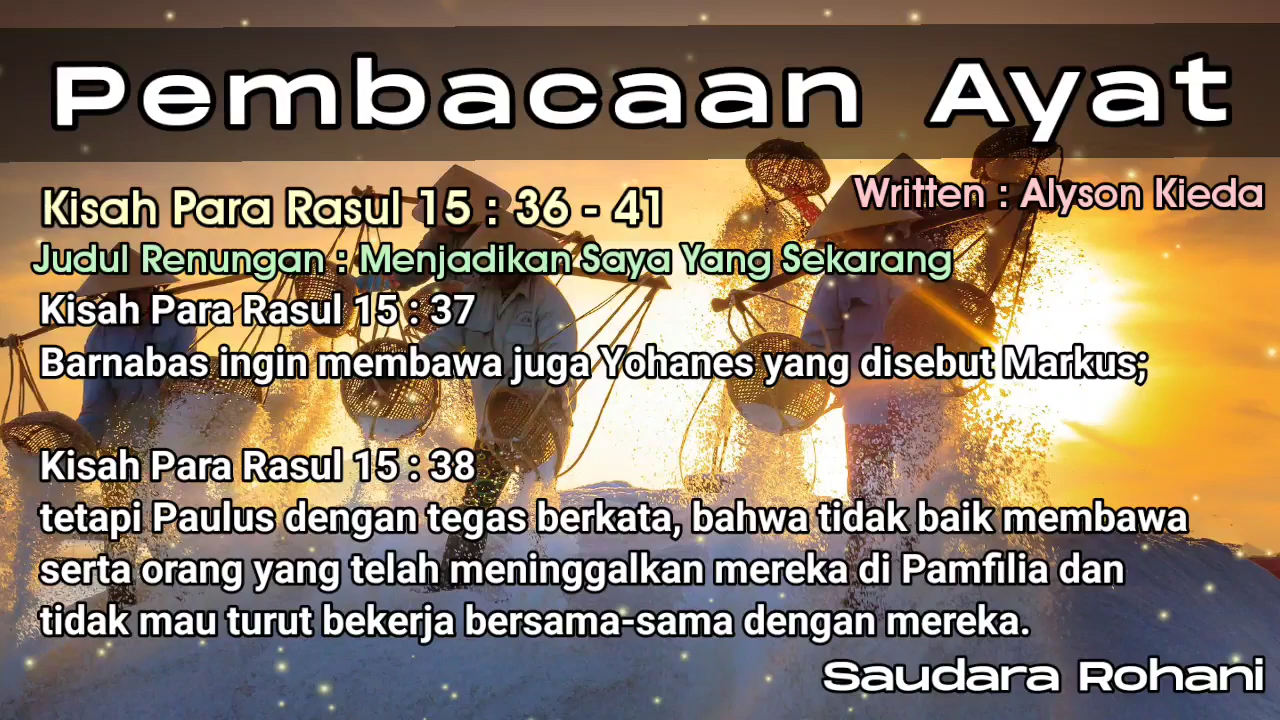 Pembacaan Ayat
Kisah Para Rasul 15 : 36 - 41
Written : Alyson Kieda
Judul Renungan : Menjadikan Saya Yang Sekarang
Kisah Para Rasul 15 : 37
Barnabas ingin membawa juga Yohanes yang disebut Markus;
Kisah Para Rasul 15 : 38
tetapi Paulus dengan tegas berkata, bahwa tidak baik membawa
serta orang yang telah meninggalkan mereka di Pamfilia dan
tidak mau turut bekerja bersama-sama dengan mereka.
Saudara Rohani